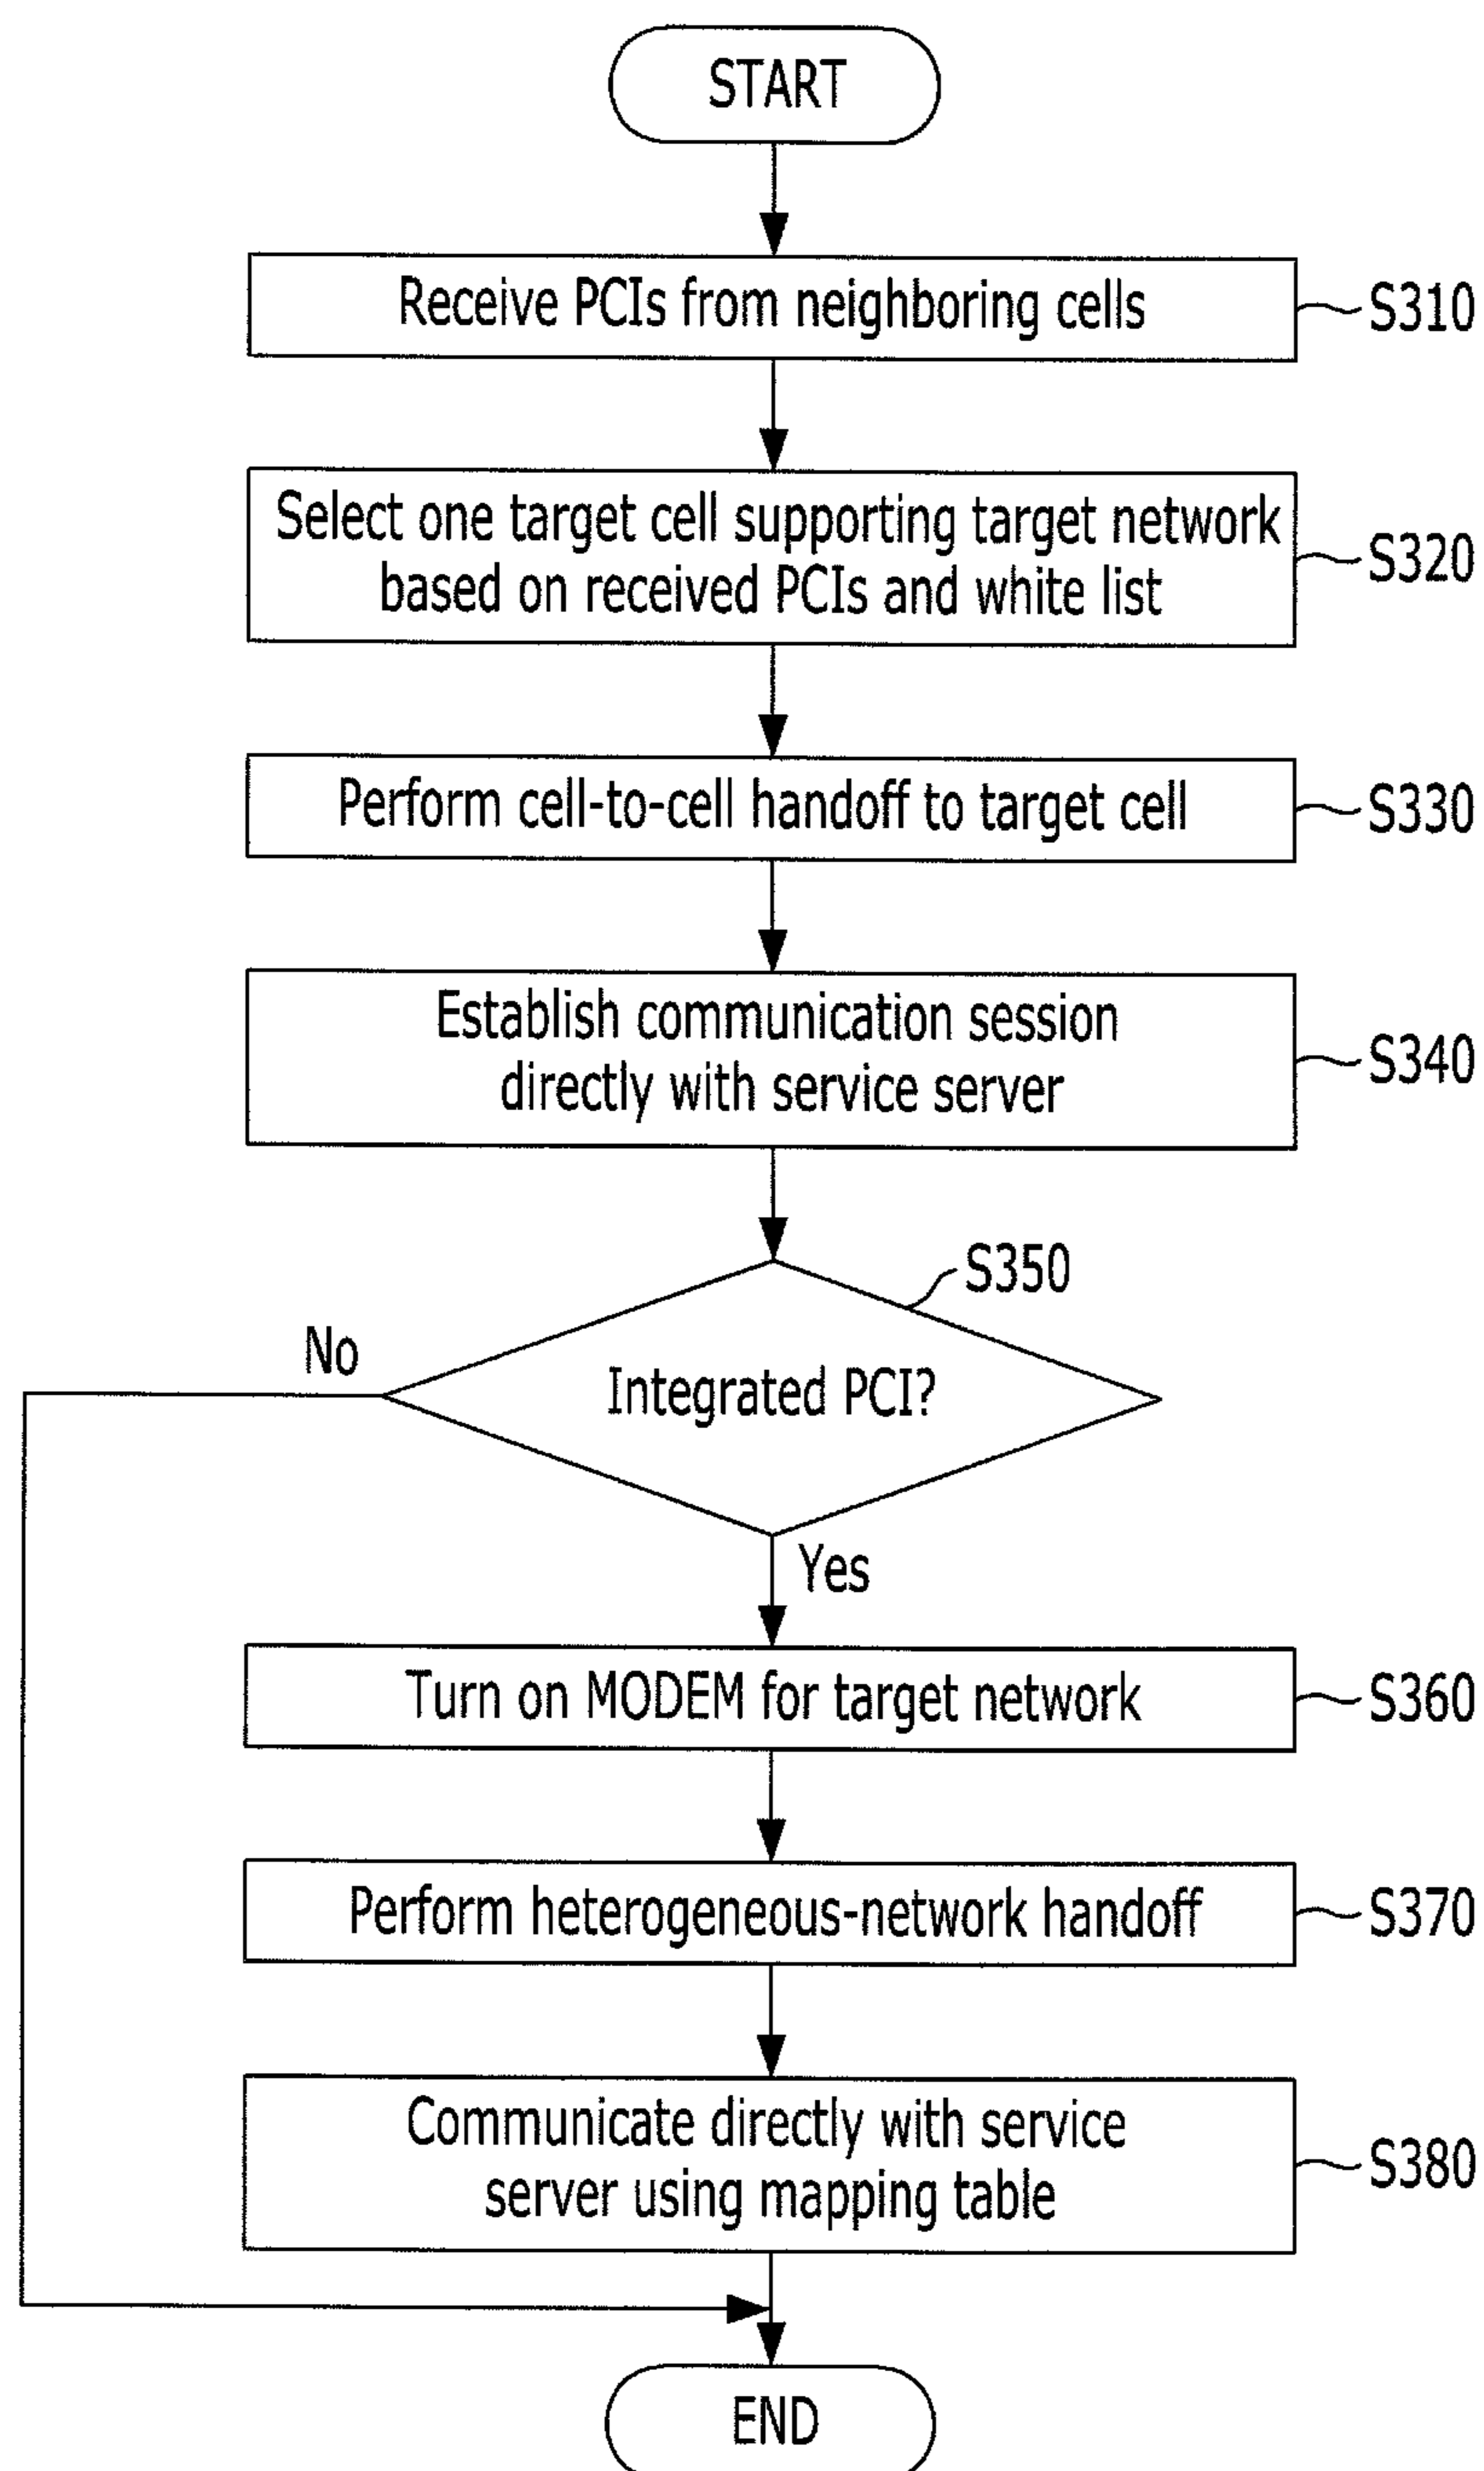 START
Receive PCIs from neighboring cells
S310
Select one target cell supporting target network
based on received PCIs and white list
S320
Perform cell-to-cell handoff to target cell
S330
Establish communication session
directly with service server
S340
S350
No
Integrated PCI?
Yes
Turn on MODEM for target network
S360
Perform heterogeneous-network handoff
S370
Communicate directly with service
server using mapping table
S380
END